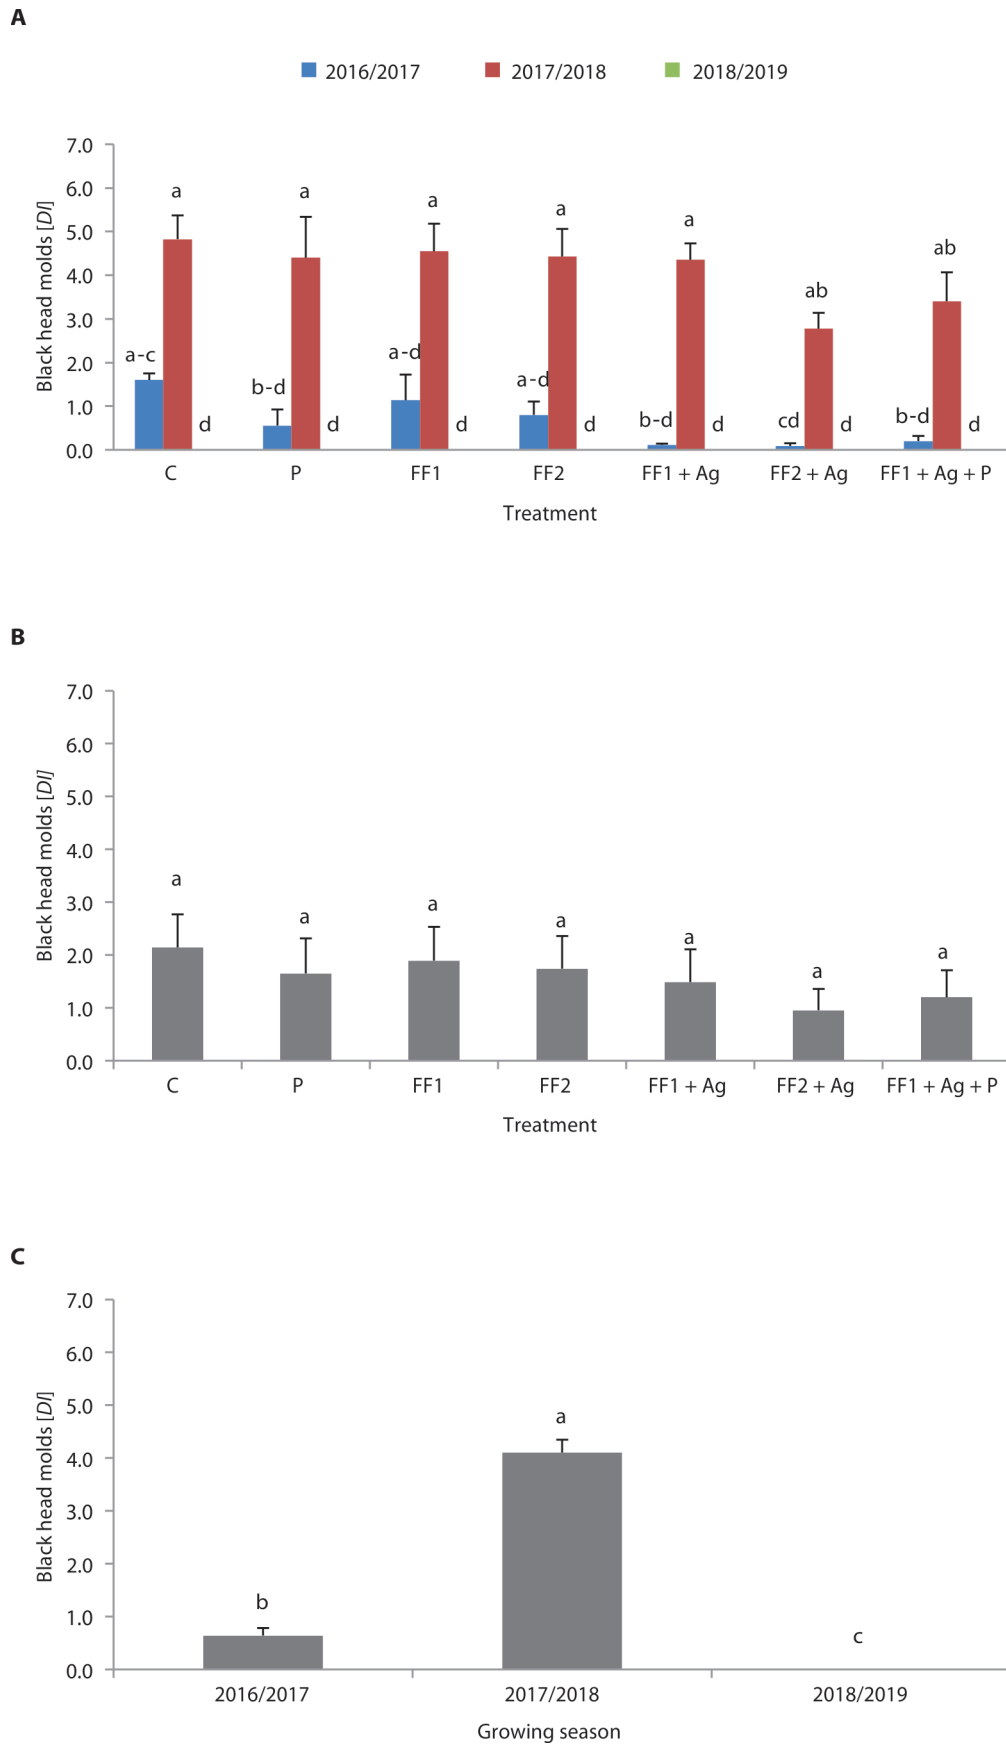 A
2016/2017 2017/2018 2018/2019
Black head molds [DI]
7.0
6.0
5.0
4.0
3.0
2.0
1.0
0.0
a a a a a ab ab
a-c b-d a-d a-d b-d cd b-d
d d d d d d d
C P FF1 FF2 FF1 + Ag FF2 + Ag FF1 + Ag + P
Treatment
B
Black head molds [DI]
7.0
6.0
5.0
4.0
3.0
2.0
1.0
0.0
a a a a a a a
C P FF1 FF2 FF1 + Ag FF2 + Ag FF1 + Ag + P
Treatment
C
Black head molds [DI]
7.0
6.0
5.0
4.0
3.0
2.0
1.0
0.0
b a c
2016/2017 2017/2018 2018/2019
Growing season